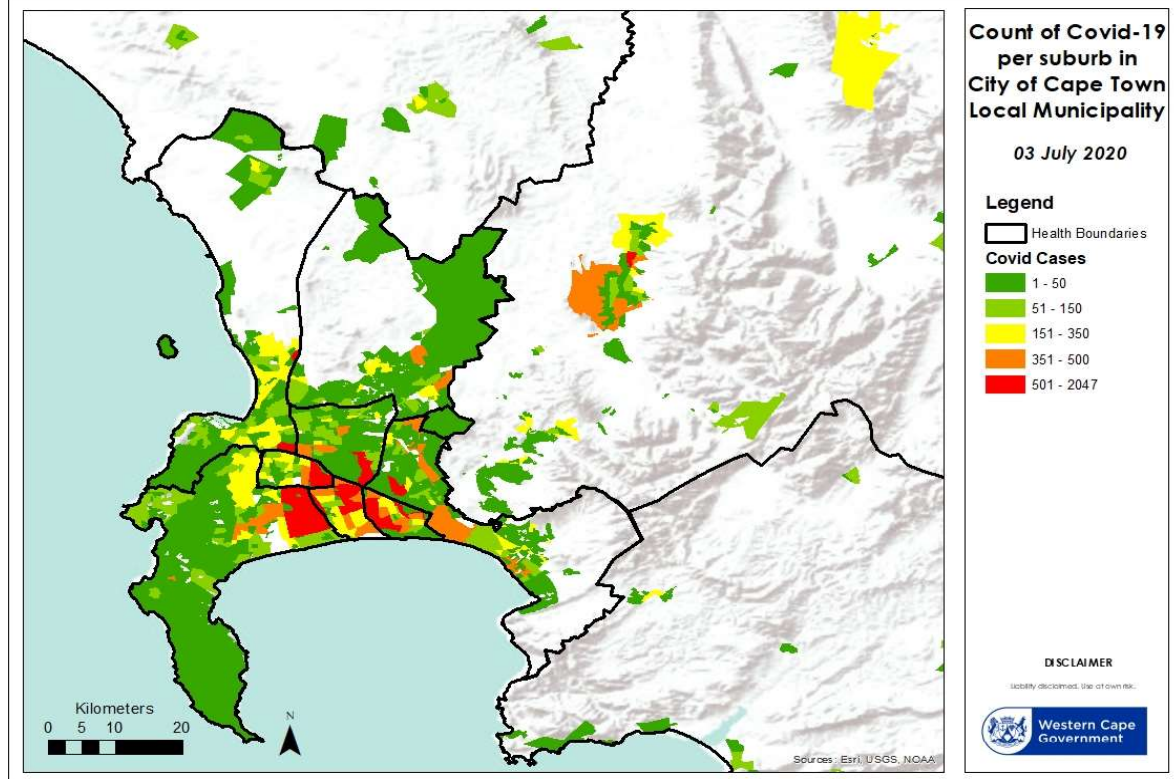 Count of Covid-19
per suburb in
City of Cape Town
Local Municipality
03 July 2020
Legend
Health Boundaries
Covid Cases
1 - 50
51 - 150
151 - 350
351 - 500
501 - 2047
DISCLAIMER
Liability disclaimed. Use at own risk.
Western Cape
Government
Kilometers
0 5 10 20
N
Sources: Esri, USGS, NOAA